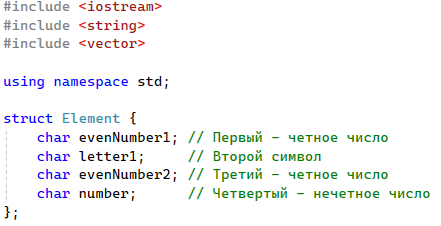 #include <iostream>
#include <string>
#include <vector>
using namespace std;
struct Element {
char evenNumber1; // Первый – четное число
char letter1; // Второй символ
char evenNumber2; // Третий – четное число
char number; // Четвертый – нечетное число
};